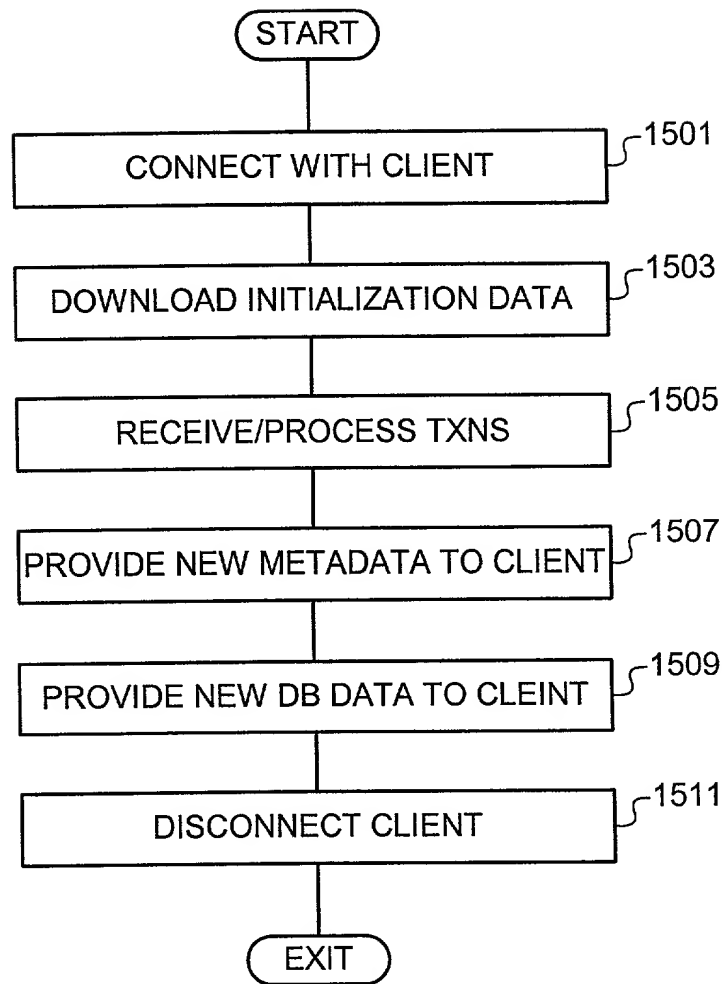 START
CONNECT WITH CLIENT
1501
DOWNLOAD INITIALIZATION DATA
1503
RECEIVE/PROCESS TXNS
1505
PROVIDE NEW METADATA TO CLIENT
1507
PROVIDE NEW DB DATA TO CLEINT
1509
DISCONNECT CLIENT
1511
EXIT